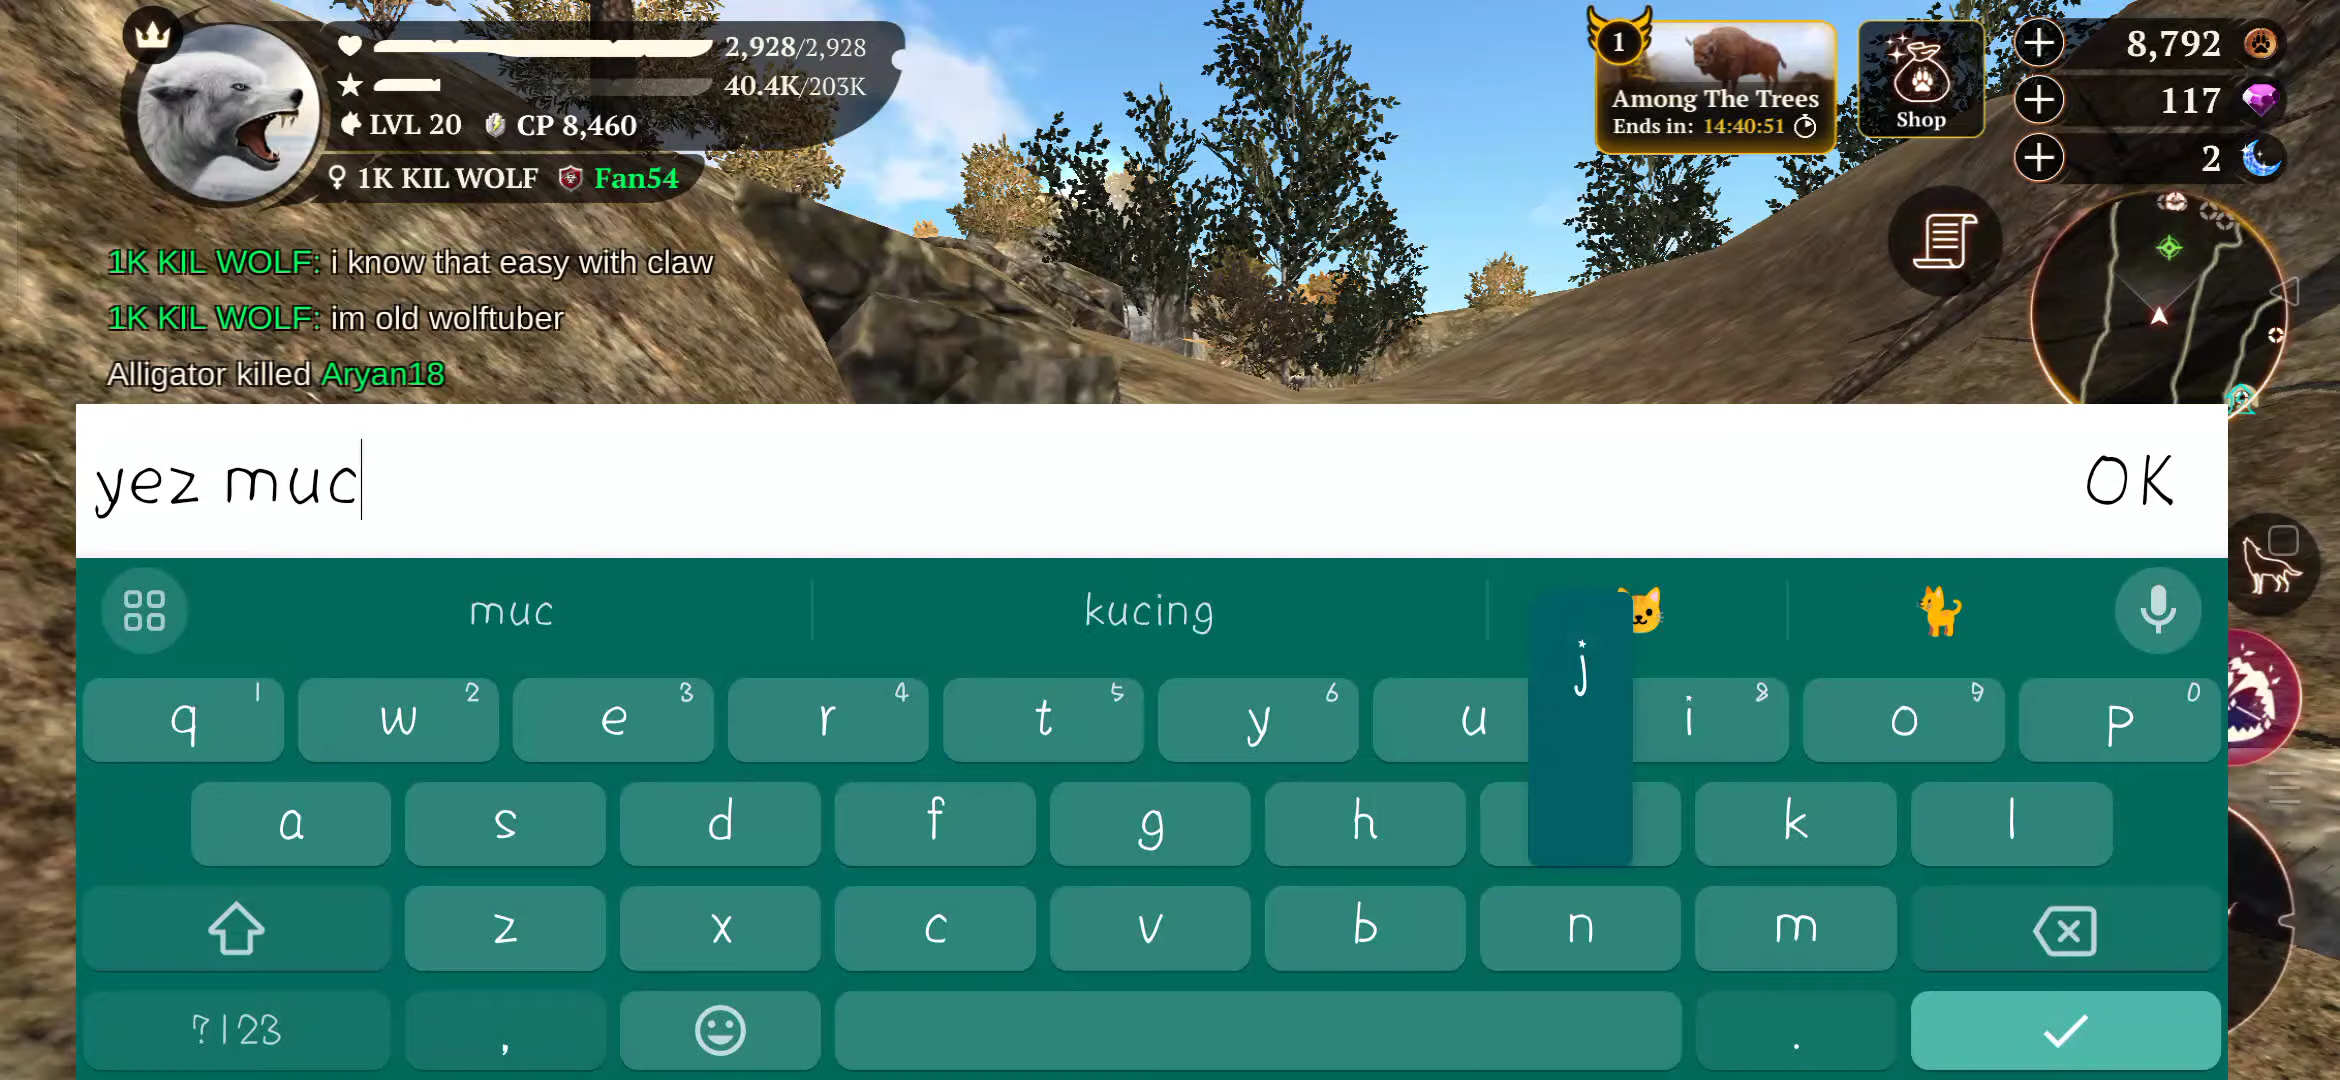 2,928/2,928
40.4K/203K
LVL 20 CP 8,460
1K KIL WOLF Fan54
1
Among The Trees
Ends in: 14:40:51
Shop
8,792
117
2
1K KIL WOLF: i know that easy with claw
1K KIL WOLF: im old wolftuber
Alligator killed Aryan18
yez muc
OK
muc kucing
j
q 1 w 2 e 3 r 4 t 5 y 6 u i 8 o 9 p 0
a s d f g h k l
z x c v b n m
?123 , .